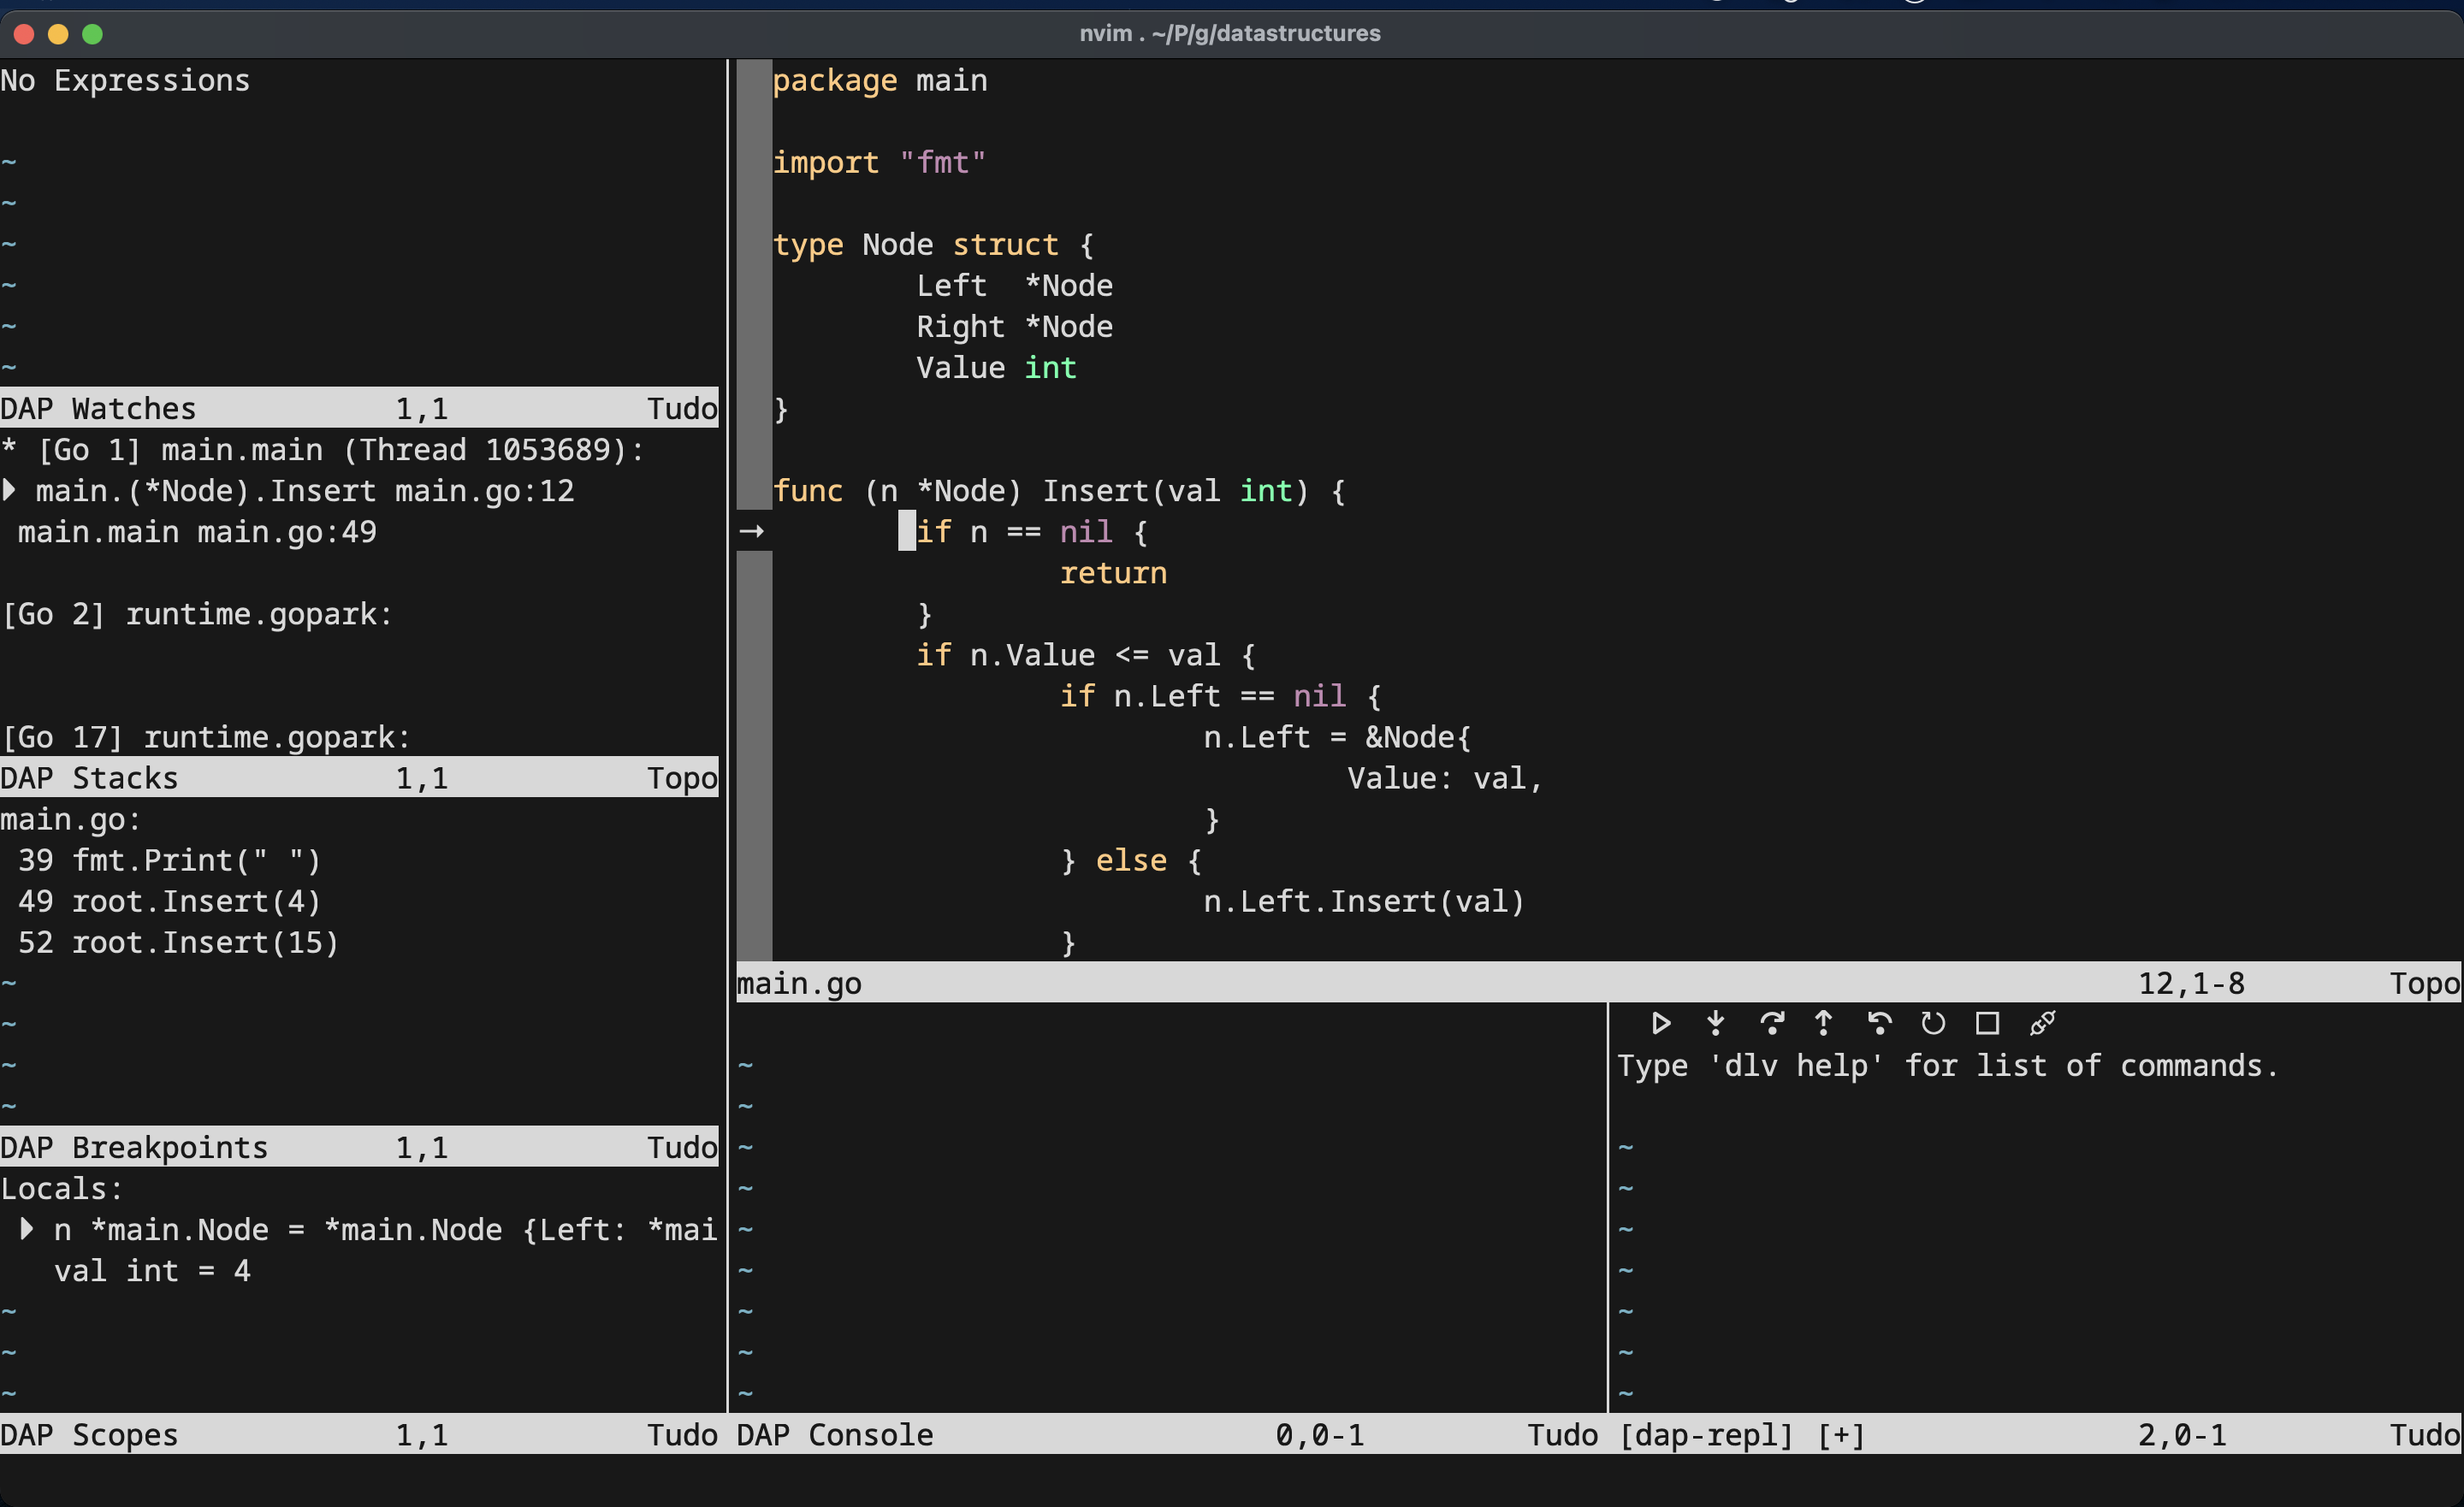 nvim . ~/P/g/datastructures
No Expressions
~
~
~
~
~
~
DAP Watches 1,1 Tudo
* [Go 1] main.main (Thread 1053689):
main.(*Node).Insert main.go:12
main.main main.go:49
[Go 2] runtime.gopark:
[Go 17] runtime.gopark:
DAP Stacks 1,1 Topo
main.go:
39 fmt.Print(" ")
49 root.Insert(4)
52 root.Insert(15)
~
~
~
~
DAP Breakpoints 1,1 Tudo
Locals:
n *main.Node = *main.Node {Left: *mai
val int = 4
~
~
~
DAP Scopes 1,1 Tudo
package main
import "fmt"
type Node struct {
Left  *Node
Right *Node
Value int
}
func (n *Node) Insert(val int) {
→ if n == nil {
return
}
if n.Value <= val {
if n.Left == nil {
n.Left = &Node{
Value: val,
}
} else {
n.Left.Insert(val)
}
main.go 12,1-8 Topo
~
~
~
~
~
~
~
~
~
DAP Console 0,0-1 Tudo
Type 'dlv help' for list of commands.
~
~
~
~
~
~
~
[dap-repl] [+] 2,0-1 Tudo